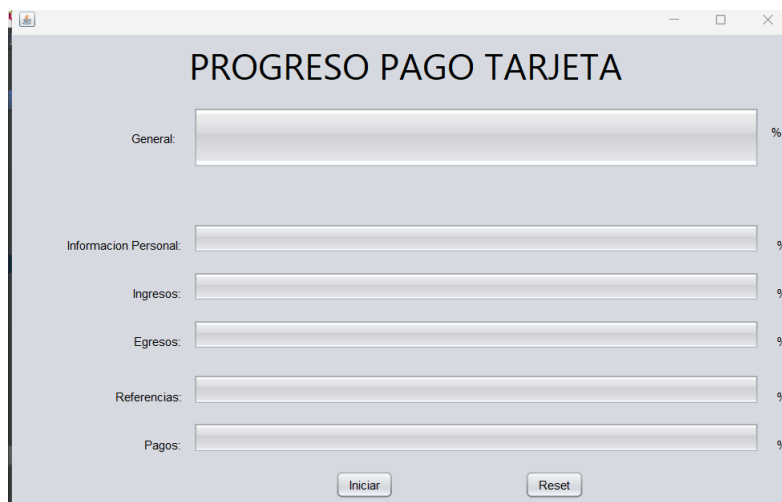 PROGRESO PAGO TARJETA
General: %
Informacion Personal: %
Ingresos: %
Egresos: %
Referencias: %
Pagos: %
Iniciar Reset